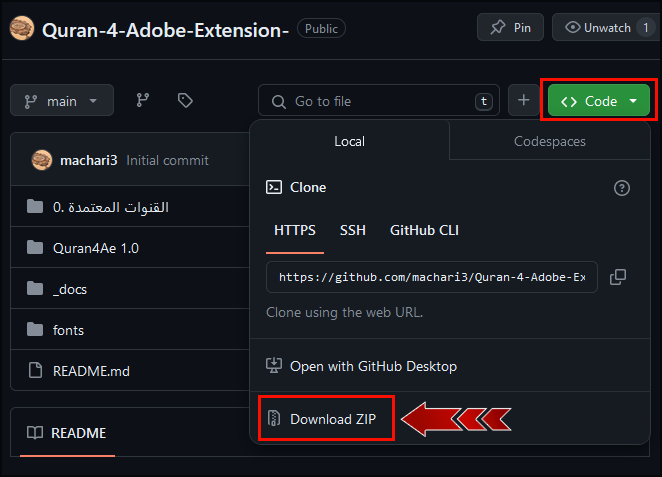 Quran-4-Adobe-Extension- Public Pin Unwatch 1
main Go to file t + <> Code
Local Codespaces
machari3 Initial commit
Clone
0. القنوات المعتمدة
HTTPS SSH GitHub CLI
Quran4Ae 1.0
https://github.com/machari3/Quran-4-Adobe-Ex
_docs
Clone using the web URL.
fonts
Open with GitHub Desktop
README.md
Download ZIP
README